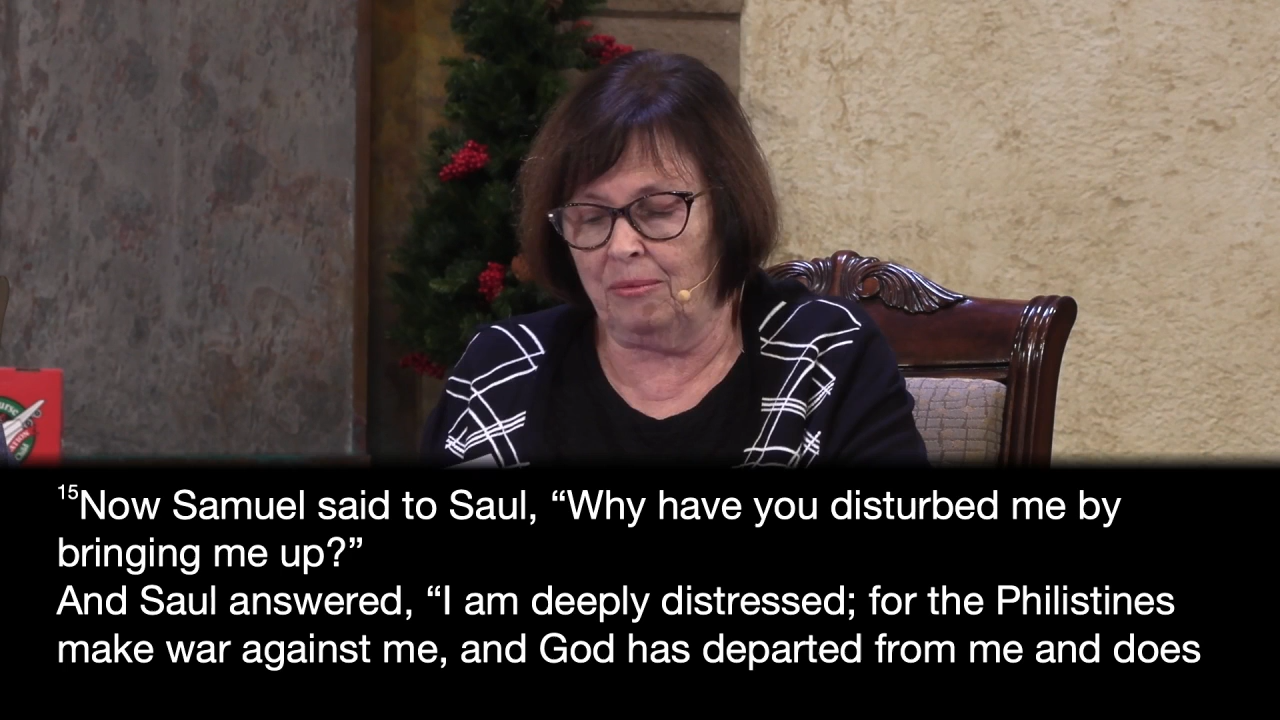 ¹⁵Now Samuel said to Saul, “Why have you disturbed me by
bringing me up?”
And Saul answered, “I am deeply distressed; for the Philistines
make war against me, and God has departed from me and does